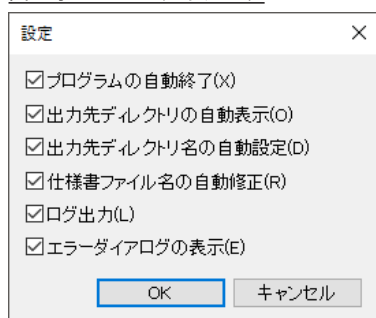 設定
プログラムの自動終了(X)
出力先ディレクトリの自動表示(O)
出力先ディレクトリ名の自動設定(D)
仕様書ファイル名の自動修正(R)
ログ出力(L)
エラーダイアログの表示(E)
OK
キャンセル